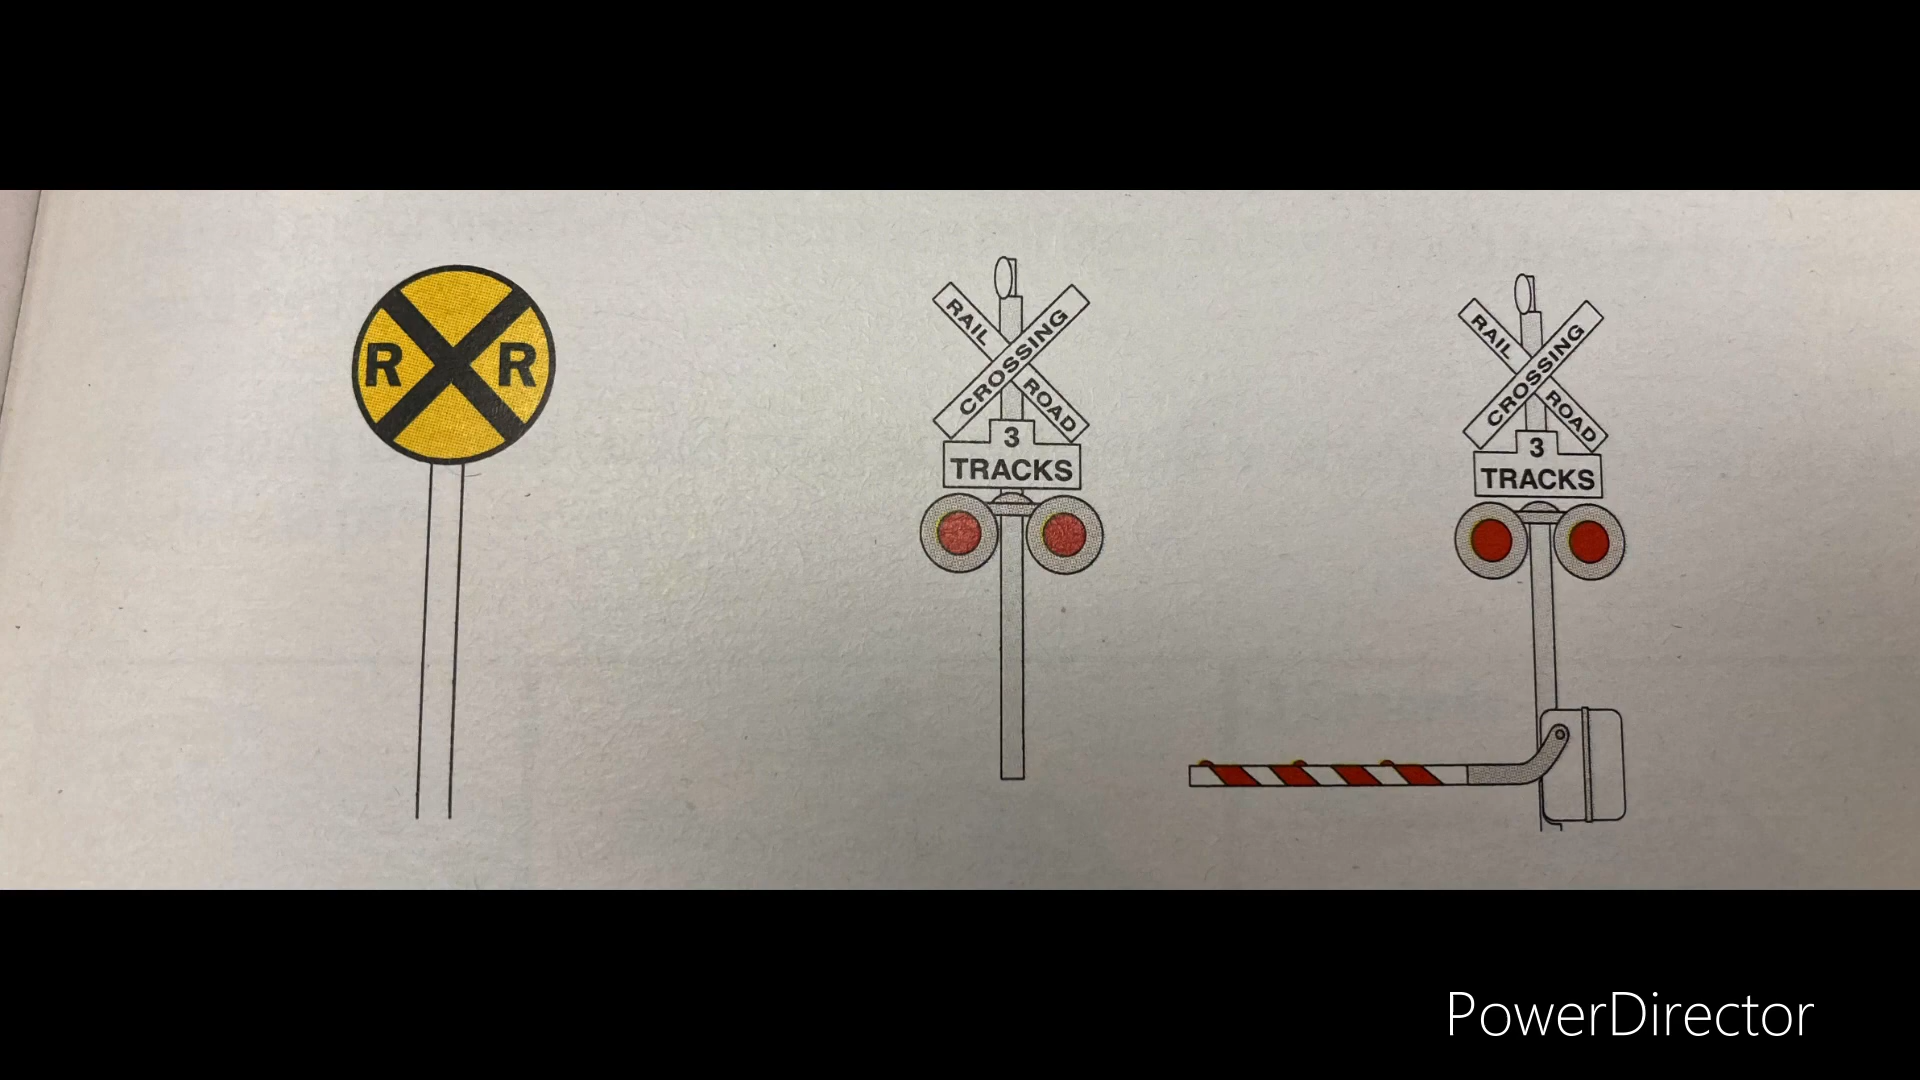 R R
RAIL ROAD
CROSSING
3
TRACKS
RAIL ROAD
CROSSING
3
TRACKS
PowerDirector